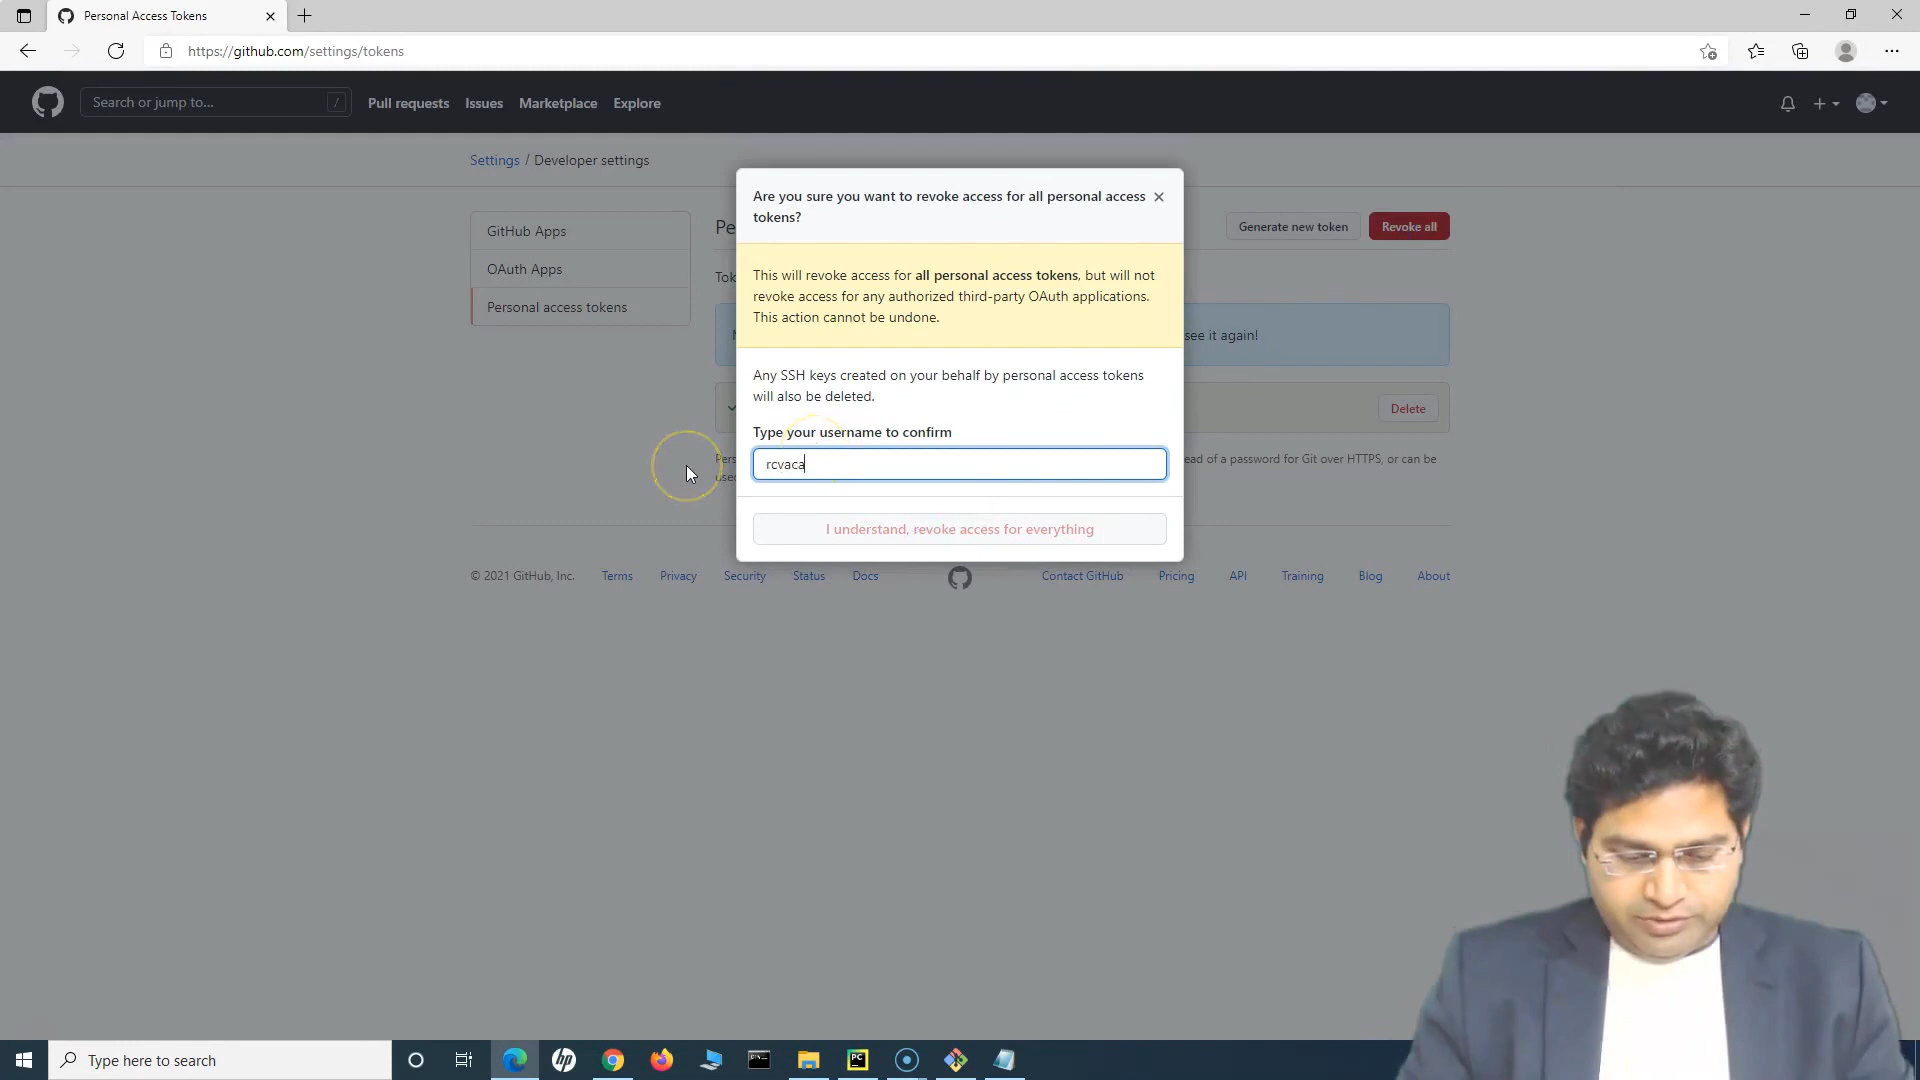 Personal Access Tokens
https://github.com/settings/tokens
Search or jump to...
/
Pull requests
Issues
Marketplace
Explore
Settings / Developer settings
GitHub Apps
OAuth Apps
Personal access tokens
Pe
Generate new token
Revoke all
Tok
see it again!
Delete
Pers
ead of a password for Git over HTTPS, or can be
used
Are you sure you want to revoke access for all personal access
tokens?
This will revoke access for all personal access tokens, but will not
revoke access for any authorized third-party OAuth applications.
This action cannot be undone.
Any SSH keys created on your behalf by personal access tokens
will also be deleted.
Type your username to confirm
rcvaca
I understand, revoke access for everything
© 2021 GitHub, Inc.
Terms
Privacy
Security
Status
Docs
Contact GitHub
Pricing
API
Training
Blog
About
Type here to search
hp
PC